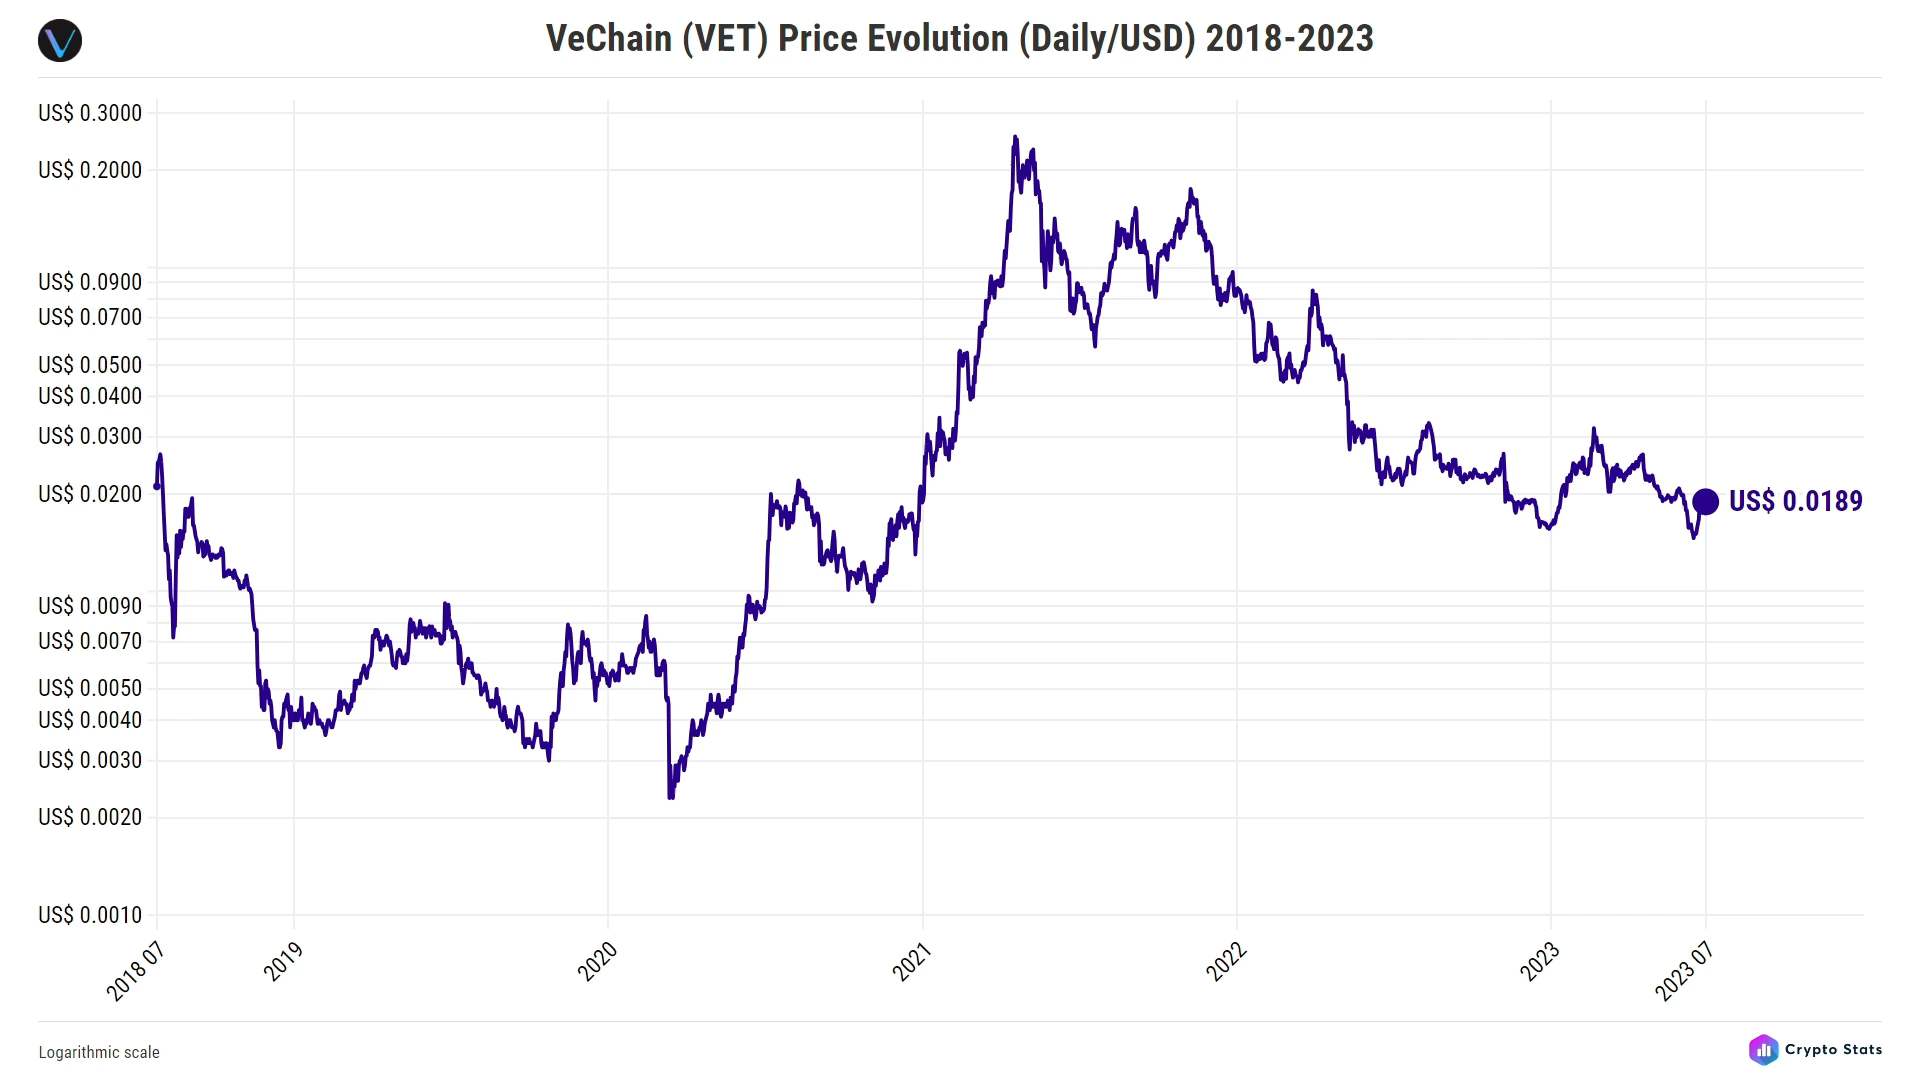 VeChain (VET) Price Evolution (Daily/USD) 2018-2023
US$ 0.3000
US$ 0.2000
US$ 0.0900
US$ 0.0700
US$ 0.0500
US$ 0.0400
US$ 0.0300
US$ 0.0200
US$ 0.0189
US$ 0.0090
US$ 0.0070
US$ 0.0050
US$ 0.0040
US$ 0.0030
US$ 0.0020
US$ 0.0010
2018 07
2019
2020
2021
2022
2023
2023 07
Logarithmic scale
Crypto Stats